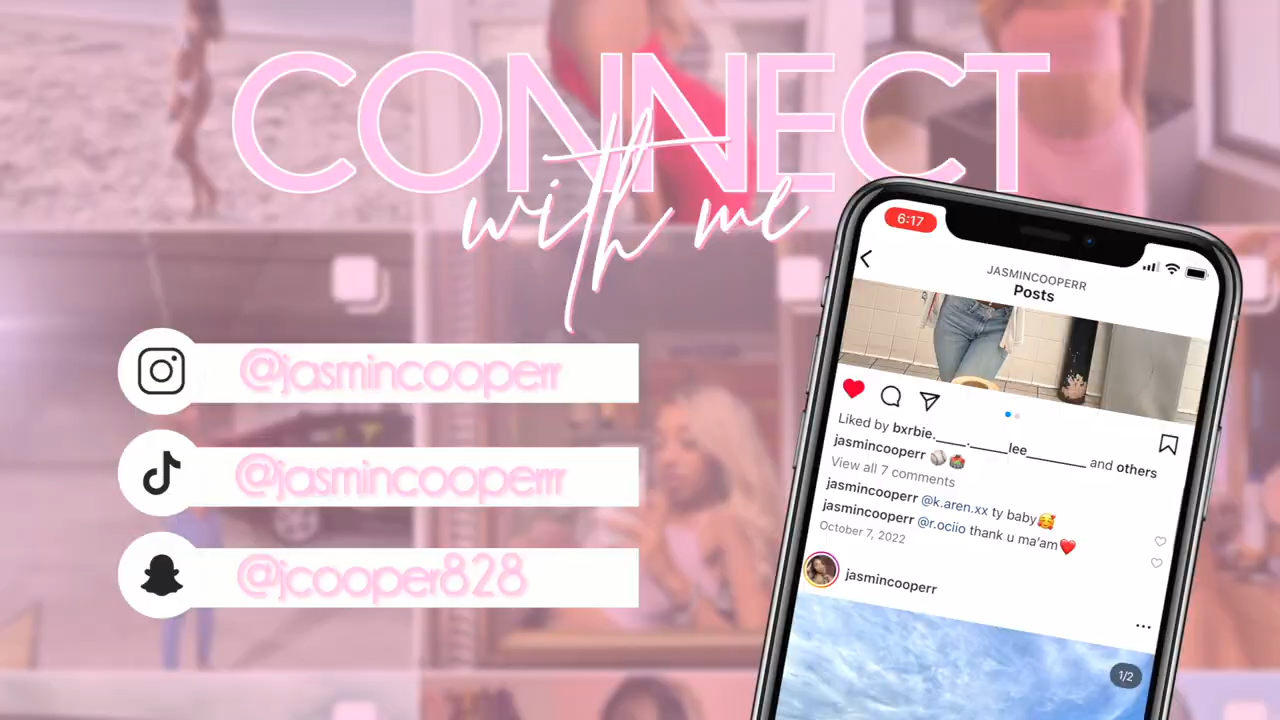 CONNECT
with me
@jasmincooperr
@jasmincooperrr
@jcooper828
6:17
JASMINCOOPERR
Posts
Liked by bxrbie.____.____lee________ and others
jasmincooperr ⚾
View all 7 comments
jasmincooperr @k.aren.xx ty baby🥰
jasmincooperr @r.ociio thank u ma'am❤️
October 7, 2022
jasmincooperr
1/2